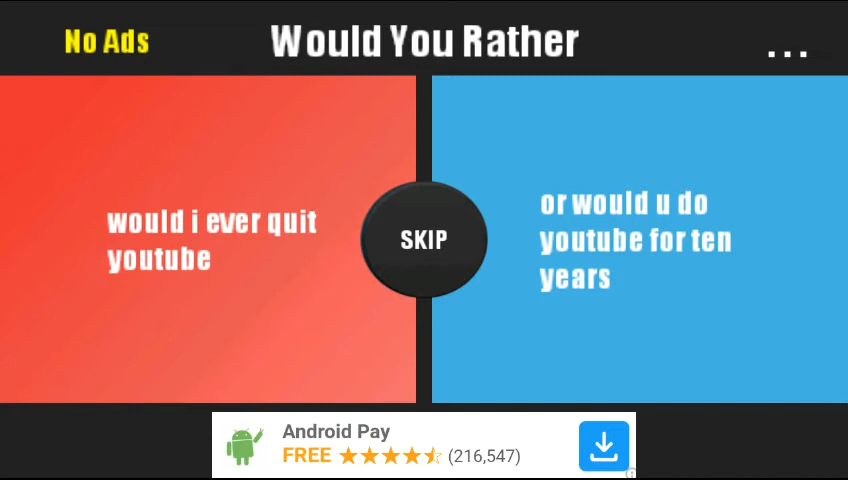 No Ads
Would You Rather
...
would i ever quit
youtube
SKIP
or would u do
youtube for ten
years
Android Pay
FREE ★★★★⯪ (216,547)